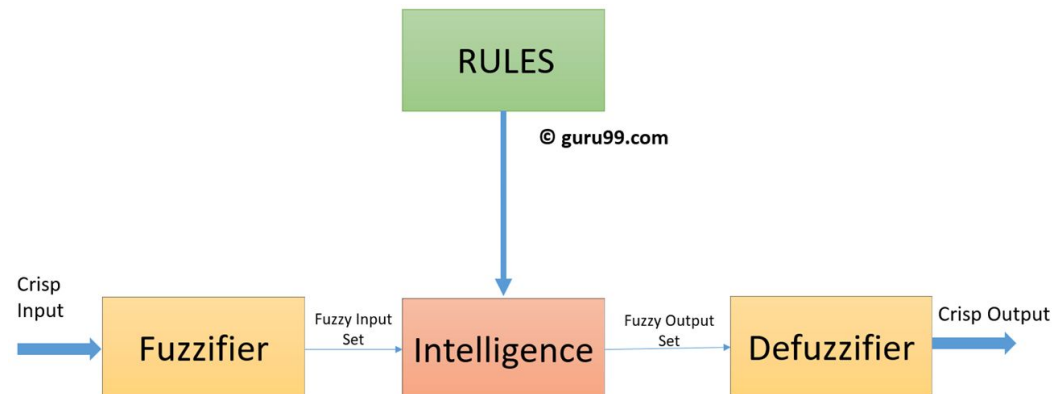 RULES
© guru99.com
Crisp
Input
Fuzzifier
Fuzzy Input
Set
Intelligence
Fuzzy Output
Set
Defuzzifier
Crisp Output